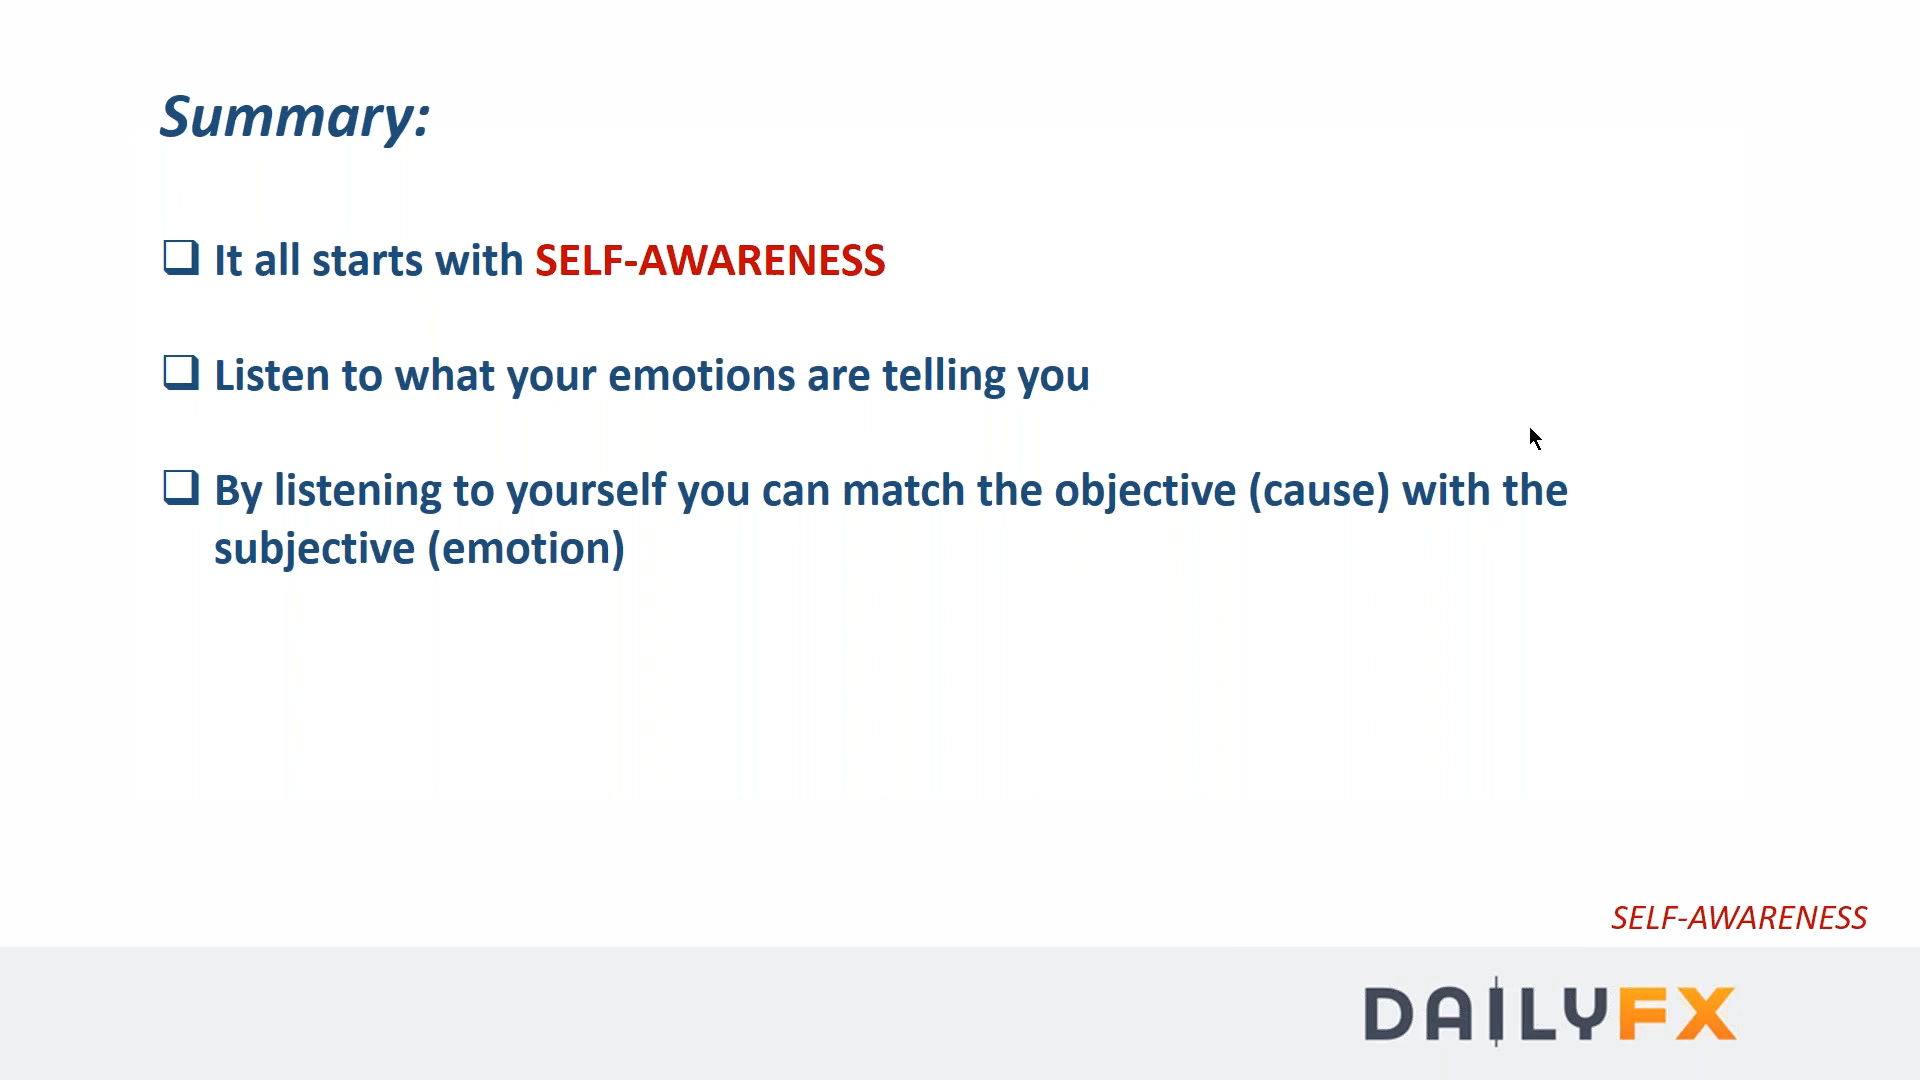 Summary:
❑ It all starts with SELF-AWARENESS
❑ Listen to what your emotions are telling you
❑ By listening to yourself you can match the objective (cause) with the
subjective (emotion)
SELF-AWARENESS
DAILYFX